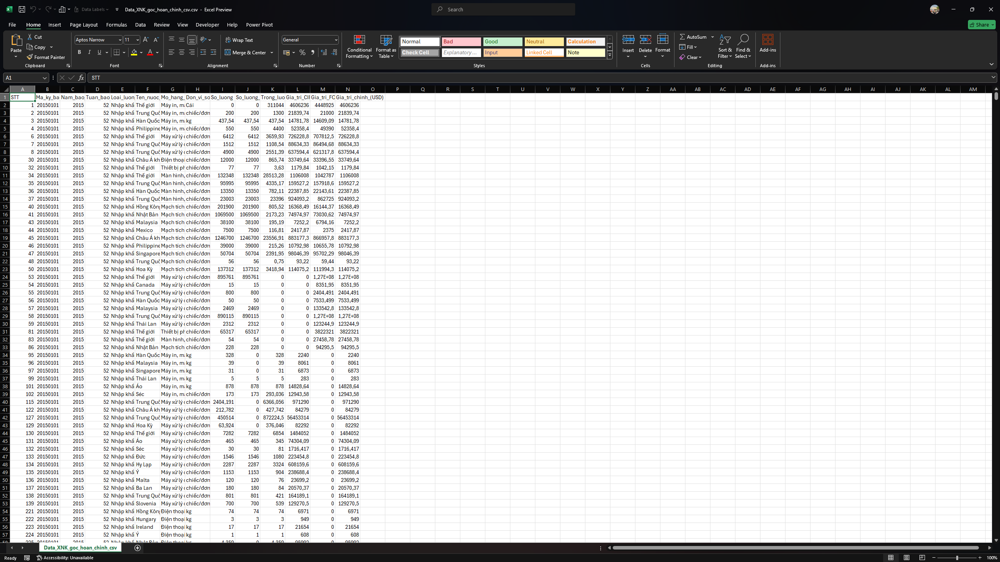 Data Labels
Data_XNK_goc_hoan_chinh_csv.csv - Excel Preview
Search
File Home Insert Page Layout Formulas Data Review View Developer Help Power Pivot
Share
Paste
Cut
Copy
Format Painter
Clipboard
Aptos Narrow 11
B I U
Font
Wrap Text
Merge & Center
Alignment
General
Number
Conditional Formatting
Format as Table
Normal Bad Good Neutral Calculation
Check Cell Explanatory ... Input Linked Cell Note
Styles
Insert Delete Format
Cells
AutoSum
Fill
Clear
Sort & Filter
Find & Select
Editing
Add-ins
Add-ins
A1 fx STT
A B C D E F G H I J K L M N O P Q R S T U V W X Y Z AA AB AC AD AE AF AG AH AI AJ AK AL AM
1 STT Ma_ky_ba Nam_bao_ Tuan_bao Loai_luon Ten_nuoc_ Mo_hang_ Don_vi_so So_luong So_luong_ Trong_luo Gia_tri_CIF Gia_tri_FO Gia_tri_chinh_(USD)
2 1 20150101 2015 52 Nhập khẩ Thế giới Máy in, má Cái 0 0 311044 4606236 4448925 4606236
3 2 20150101 2015 52 Nhập khẩ Trung Quố Máy in, má chiếc/đơn 200 200 1300 21839,74 21000 21839,74
4 3 20150101 2015 52 Nhập khẩ Hàn Quốc Máy in, má kg 437,54 437,54 437,54 14781,78 14609,09 14781,78
5 4 20150101 2015 52 Nhập khẩ Philippine Máy in, má chiếc/đơn 550 550 4400 52358,4 49390 52358,4
6 6 20150101 2015 52 Nhập khẩ Thế giới Máy xử lý d chiếc/đơn 6412 6412 3659,93 726228,8 707812,5 726228,8
7 7 20150101 2015 52 Nhập khẩ Trung Quố Máy xử lý d chiếc/đơn 1512 1512 1108,54 88634,33 86494,68 88634,33
8 8 20150101 2015 52 Nhập khẩ Trung Quố Máy xử lý d chiếc/đơn 4900 4900 2551,39 637594,4 621317,8 637594,4
9 30 20150101 2015 52 Nhập khẩ Châu Á kh Điện thoại chiếc/đơn 12000 12000 865,74 33749,64 33396,55 33749,64
10 32 20150101 2015 52 Nhập khẩ Thế giới Thiết bị ph chiếc/đơn 77 77 3,63 1179,84 1042,15 1179,84
11 34 20150101 2015 52 Nhập khẩ Thế giới Màn hình, chiếc/đơn 132348 132348 28513,28 1106008 1042787 1106008
12 35 20150101 2015 52 Nhập khẩ Trung Quố Màn hình, chiếc/đơn 95995 95995 4335,17 159527,2 157918,6 159527,2
13 36 20150101 2015 52 Nhập khẩ Hàn Quốc Màn hình, chiếc/đơn 13350 13350 782,11 22387,85 22143,61 22387,85
14 37 20150101 2015 52 Nhập khẩ Trung Quố Màn hình, chiếc/đơn 23003 23003 23396 924093,2 862725 924093,2
15 40 20150101 2015 52 Nhập khẩ Hồng Kông Mạch tích chiếc/đơn 201900 201900 805,52 16368,49 16144,37 16368,49
16 41 20150101 2015 52 Nhập khẩ Nhật Bản Mạch tích chiếc/đơn 1069500 1069500 2173,23 74974,97 73030,62 74974,97
17 43 20150101 2015 52 Nhập khẩ Malaysia Mạch tích chiếc/đơn 38100 38100 195,19 7252,2 6794,16 7252,2
18 44 20150101 2015 52 Nhập khẩ Mexico Mạch tích chiếc/đơn 7500 7500 116,81 2417,87 2375 2417,87
19 45 20150101 2015 52 Nhập khẩ Châu Á kh Mạch tích chiếc/đơn 1246700 1246700 23556,91 883177,3 866957,8 883177,3
20 46 20150101 2015 52 Nhập khẩ Philippine Mạch tích chiếc/đơn 39000 39000 215,26 10792,98 10655,78 10792,98
21 47 20150101 2015 52 Nhập khẩ Singapore Mạch tích chiếc/đơn 50704 50704 2391,95 98046,39 95702,29 98046,39
22 48 20150101 2015 52 Nhập khẩ Trung Quố Mạch tích chiếc/đơn 56 56 0,75 93,22 59,44 93,22
23 50 20150101 2015 52 Nhập khẩ Hoa Kỳ Mạch tích chiếc/đơn 137312 137312 3418,94 114075,2 111994,3 114075,2
24 53 20150101 2015 52 Nhập khẩ Thế giới Máy xử lý d chiếc/đơn 895761 895761 0 0 1,27E+08 1,27E+08
25 54 20150101 2015 52 Nhập khẩ Canada Máy xử lý d chiếc/đơn 15 15 0 0 8351,95 8351,95
26 55 20150101 2015 52 Nhập khẩ Trung Quố Máy xử lý d chiếc/đơn 800 800 0 0 2404,491 2404,491
27 56 20150101 2015 52 Nhập khẩ Hàn Quốc Máy xử lý d chiếc/đơn 50 50 0 0 7533,499 7533,499
28 57 20150101 2015 52 Nhập khẩ Malaysia Máy xử lý d chiếc/đơn 2469 2469 0 0 133542,8 133542,8
29 58 20150101 2015 52 Nhập khẩ Trung Quố Máy xử lý d chiếc/đơn 890115 890115 0 0 1,27E+08 1,27E+08
30 59 20150101 2015 52 Nhập khẩ Thái Lan Máy xử lý d chiếc/đơn 2312 2312 0 0 123244,9 123244,9
31 81 20150101 2015 52 Nhập khẩ Thế giới Thiết bị ph chiếc/đơn 65317 65317 0 0 3822321 3822321
32 83 20150101 2015 52 Nhập khẩ Thế giới Màn hình, chiếc/đơn 54 54 0 0 27458,78 27458,78
33 86 20150101 2015 52 Nhập khẩ Nhật Bản Mạch tích chiếc/đơn 228 228 0 0 94295,5 94295,5
34 95 20150101 2015 52 Nhập khẩ Hàn Quốc Máy in, má kg 328 0 328 2240 0 2240
35 96 20150101 2015 52 Nhập khẩ Malaysia Máy in, má kg 39 0 39 8061 0 8061
36 97 20150101 2015 52 Nhập khẩ Singapore Máy in, má kg 31 0 31 6873 0 6873
37 99 20150101 2015 52 Nhập khẩ Thái Lan Máy in, má kg 5 5 5 283 0 283
38 101 20150101 2015 52 Nhập khẩ Áo Máy in, má kg 878 878 878 14828,64 0 14828,64
39 102 20150101 2015 52 Nhập khẩ Séc Máy in, má chiếc/đơn 173 173 293,036 12943,58 0 12943,58
40 115 20150101 2015 52 Nhập khẩ Trung Quố Máy xử lý d chiếc/đơn 2404,191 0 6366,056 971290 0 971290
41 122 20150101 2015 52 Nhập khẩ Châu Á kh Máy xử lý d chiếc/đơn 212,782 0 427,742 84279 0 84279
42 127 20150101 2015 52 Nhập khẩ Trung Quố Máy xử lý d chiếc/đơn 450514 0 872224,5 56453314 0 56453314
43 129 20150101 2015 52 Nhập khẩ Hoa Kỳ Máy xử lý d chiếc/đơn 63,924 0 376,046 82292 0 82292
44 130 20150101 2015 52 Nhập khẩ Thế giới Máy xử lý d chiếc/đơn 7282 7282 6854 1484052 0 1484052
45 131 20150101 2015 52 Nhập khẩ Áo Máy xử lý d chiếc/đơn 465 465 345 74304,09 0 74304,09
46 132 20150101 2015 52 Nhập khẩ Séc Máy xử lý d chiếc/đơn 30 30 81 1716,417 0 1716,417
47 133 20150101 2015 52 Nhập khẩ Đức Máy xử lý d chiếc/đơn 1546 1546 1080 223454,8 0 223454,8
48 134 20150101 2015 52 Nhập khẩ Hy Lạp Máy xử lý d chiếc/đơn 2287 2287 3324 608159,6 0 608159,6
49 135 20150101 2015 52 Nhập khẩ Ý Máy xử lý d chiếc/đơn 1153 1153 904 238688,4 0 238688,4
50 136 20150101 2015 52 Nhập khẩ Malta Máy xử lý d chiếc/đơn 120 120 76 23699,2 0 23699,2
51 137 20150101 2015 52 Nhập khẩ Ba Lan Máy xử lý d chiếc/đơn 180 180 84 20570,37 0 20570,37
52 138 20150101 2015 52 Nhập khẩ Trung Quố Máy xử lý d chiếc/đơn 801 801 421 164189,1 0 164189,1
53 139 20150101 2015 52 Nhập khẩ Slovenia Máy xử lý d chiếc/đơn 700 700 539 129270,5 0 129270,5
54 221 20150101 2015 52 Nhập khẩ Hồng Kông Điện thoại kg 74 74 74 6971 0 6971
55 222 20150101 2015 52 Nhập khẩ Hungary Điện thoại kg 3 3 3 949 0 949
56 223 20150101 2015 52 Nhập khẩ Ireland Điện thoại kg 17 17 17 21654 0 21654
57 224 20150101 2015 52 Nhập khẩ Ý Điện thoại kg 1 1 1 608 0 608
Data_XNK_goc_hoan_chinh_csv
Ready Accessibility: Unavailable 100%